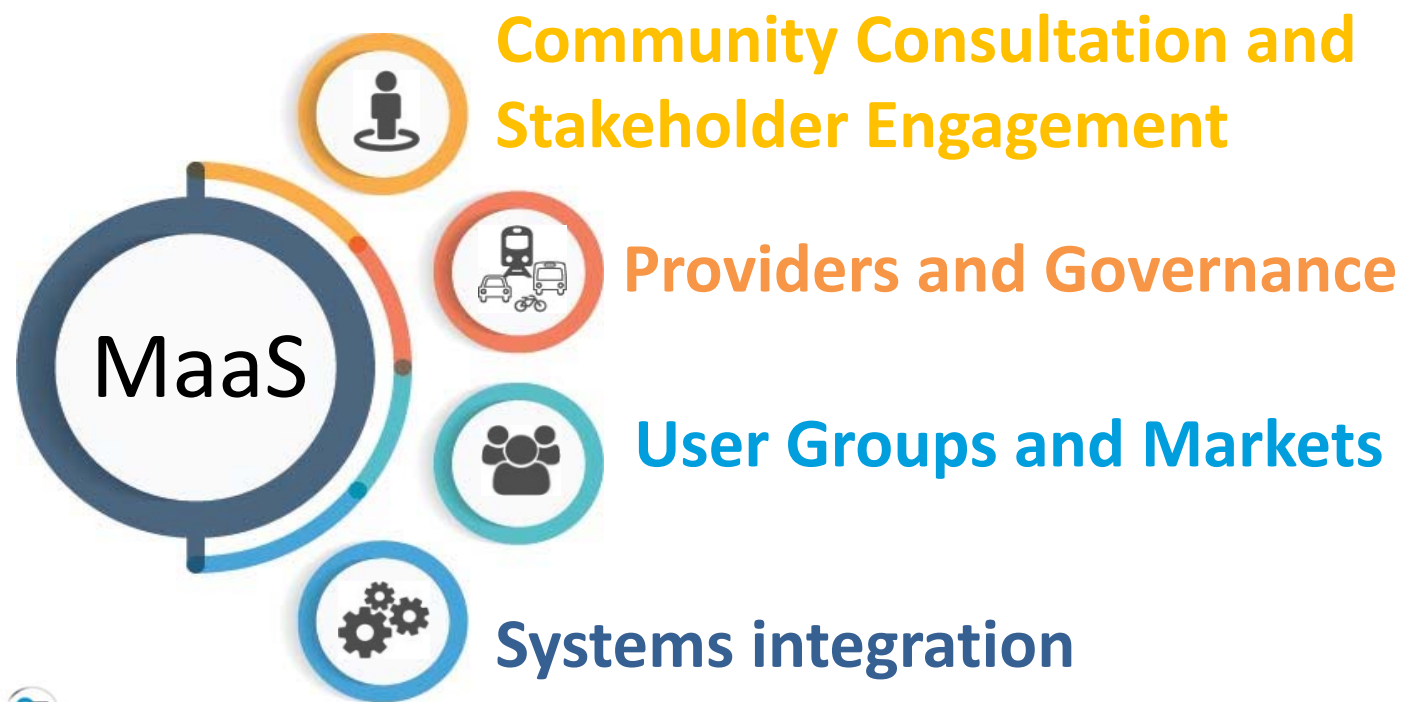 Community Consultation and
Stakeholder Engagement
Providers and Governance
MaaS
User Groups and Markets
Systems integration